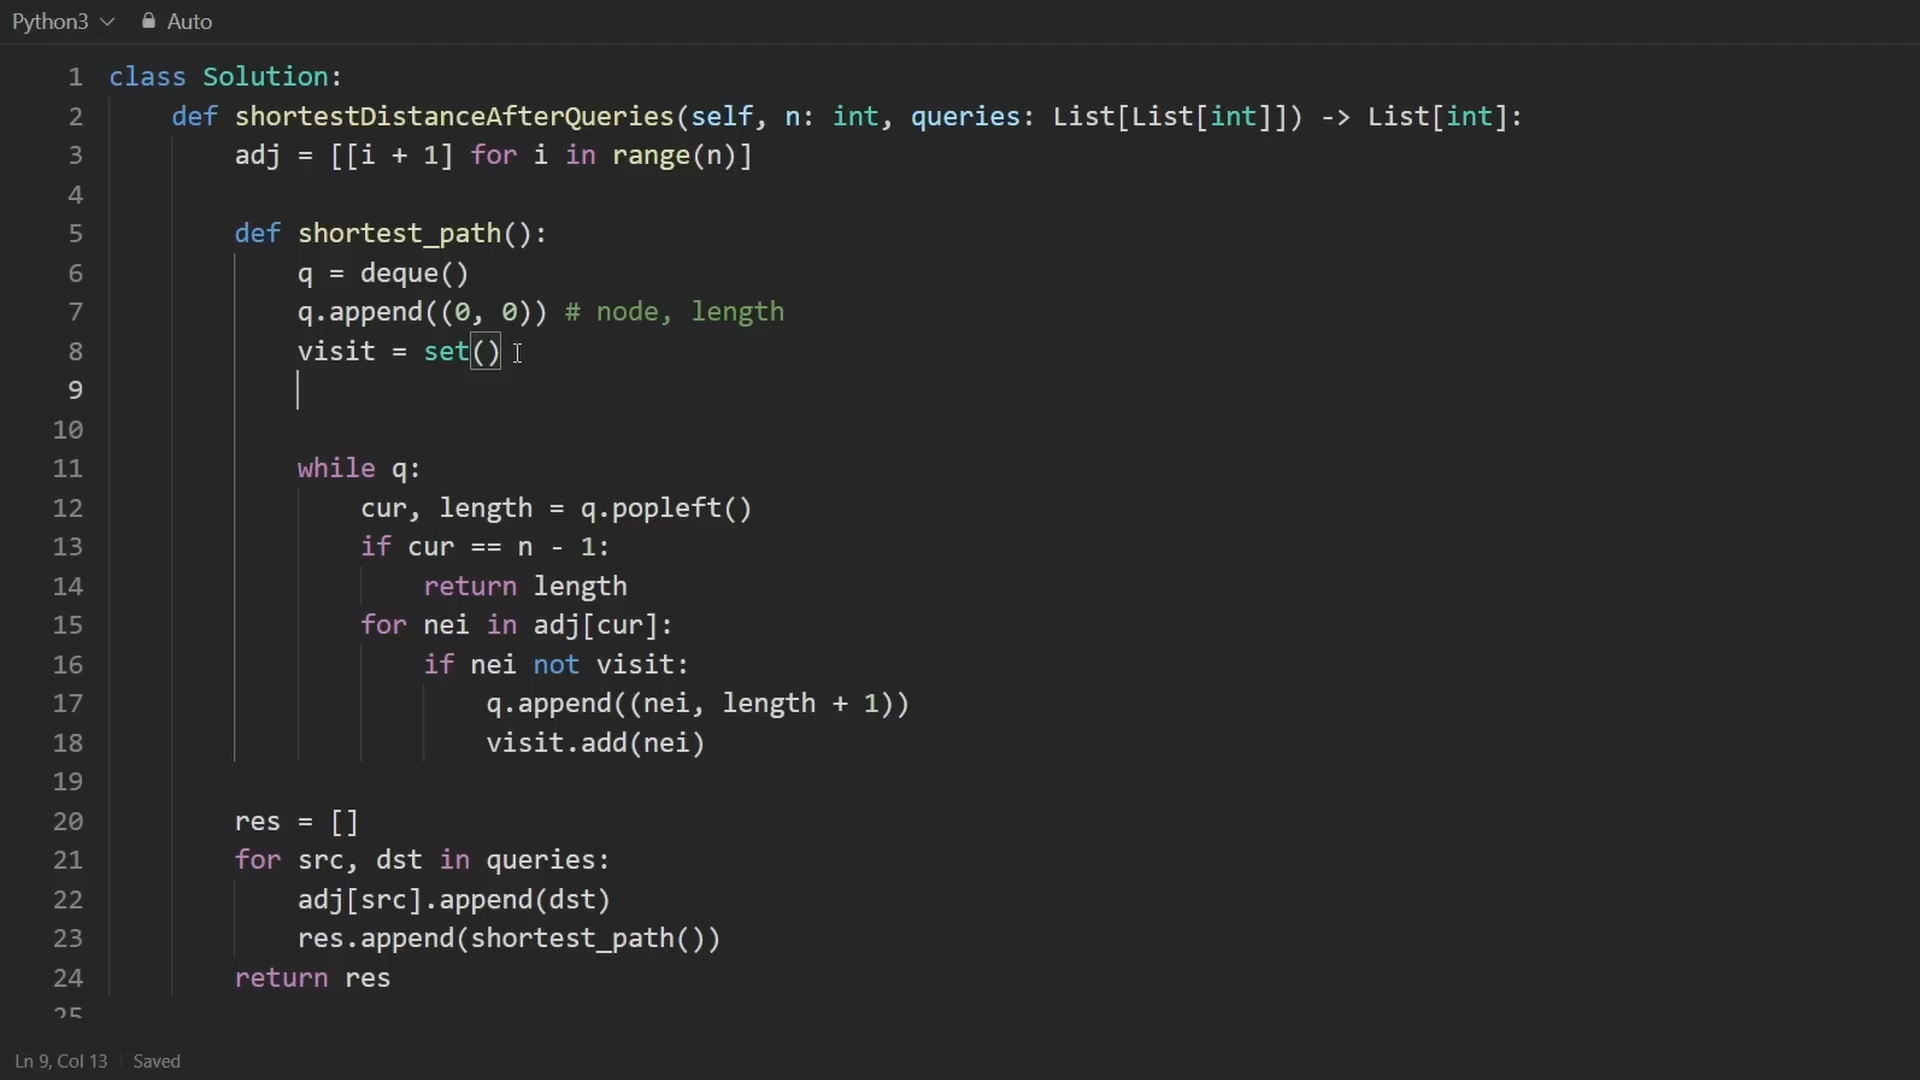 Python3 Auto
1 class Solution:
2 def shortestDistanceAfterQueries(self, n: int, queries: List[List[int]]) -> List[int]:
3 adj = [[i + 1] for i in range(n)]
4
5 def shortest_path():
6 q = deque()
7 q.append((0, 0)) # node, length
8 visit = set()
9
10
11 while q:
12 cur, length = q.popleft()
13 if cur == n - 1:
14 return length
15 for nei in adj[cur]:
16 if nei not visit:
17 q.append((nei, length + 1))
18 visit.add(nei)
19
20 res = []
21 for src, dst in queries:
22 adj[src].append(dst)
23 res.append(shortest_path())
24 return res
25
Ln 9, Col 13 Saved